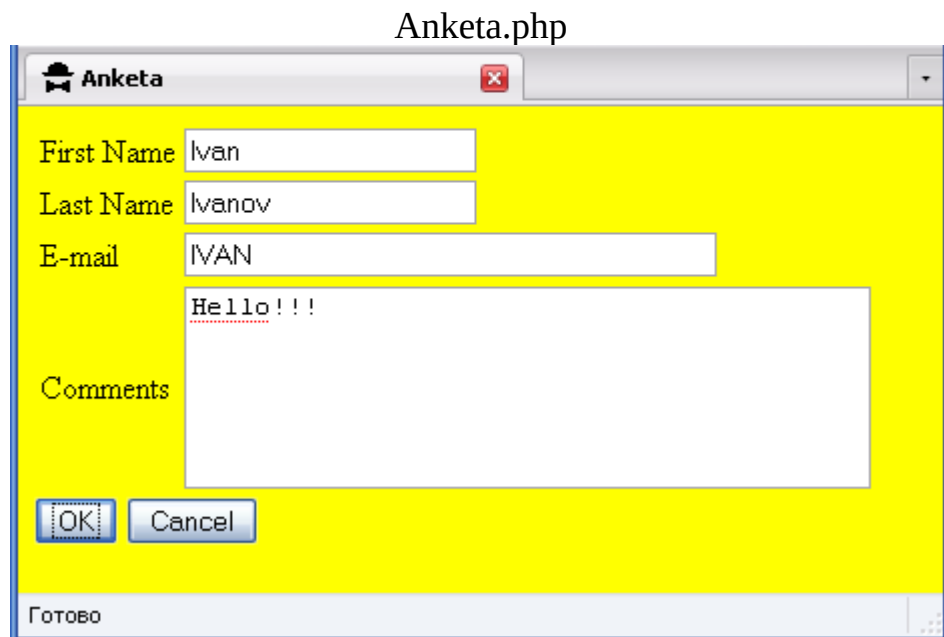 Anketa.php
Anketa
First Name Ivan
Last Name Ivanov
E-mail IVAN
Hello!!!
Comments
OK Cancel
Готово